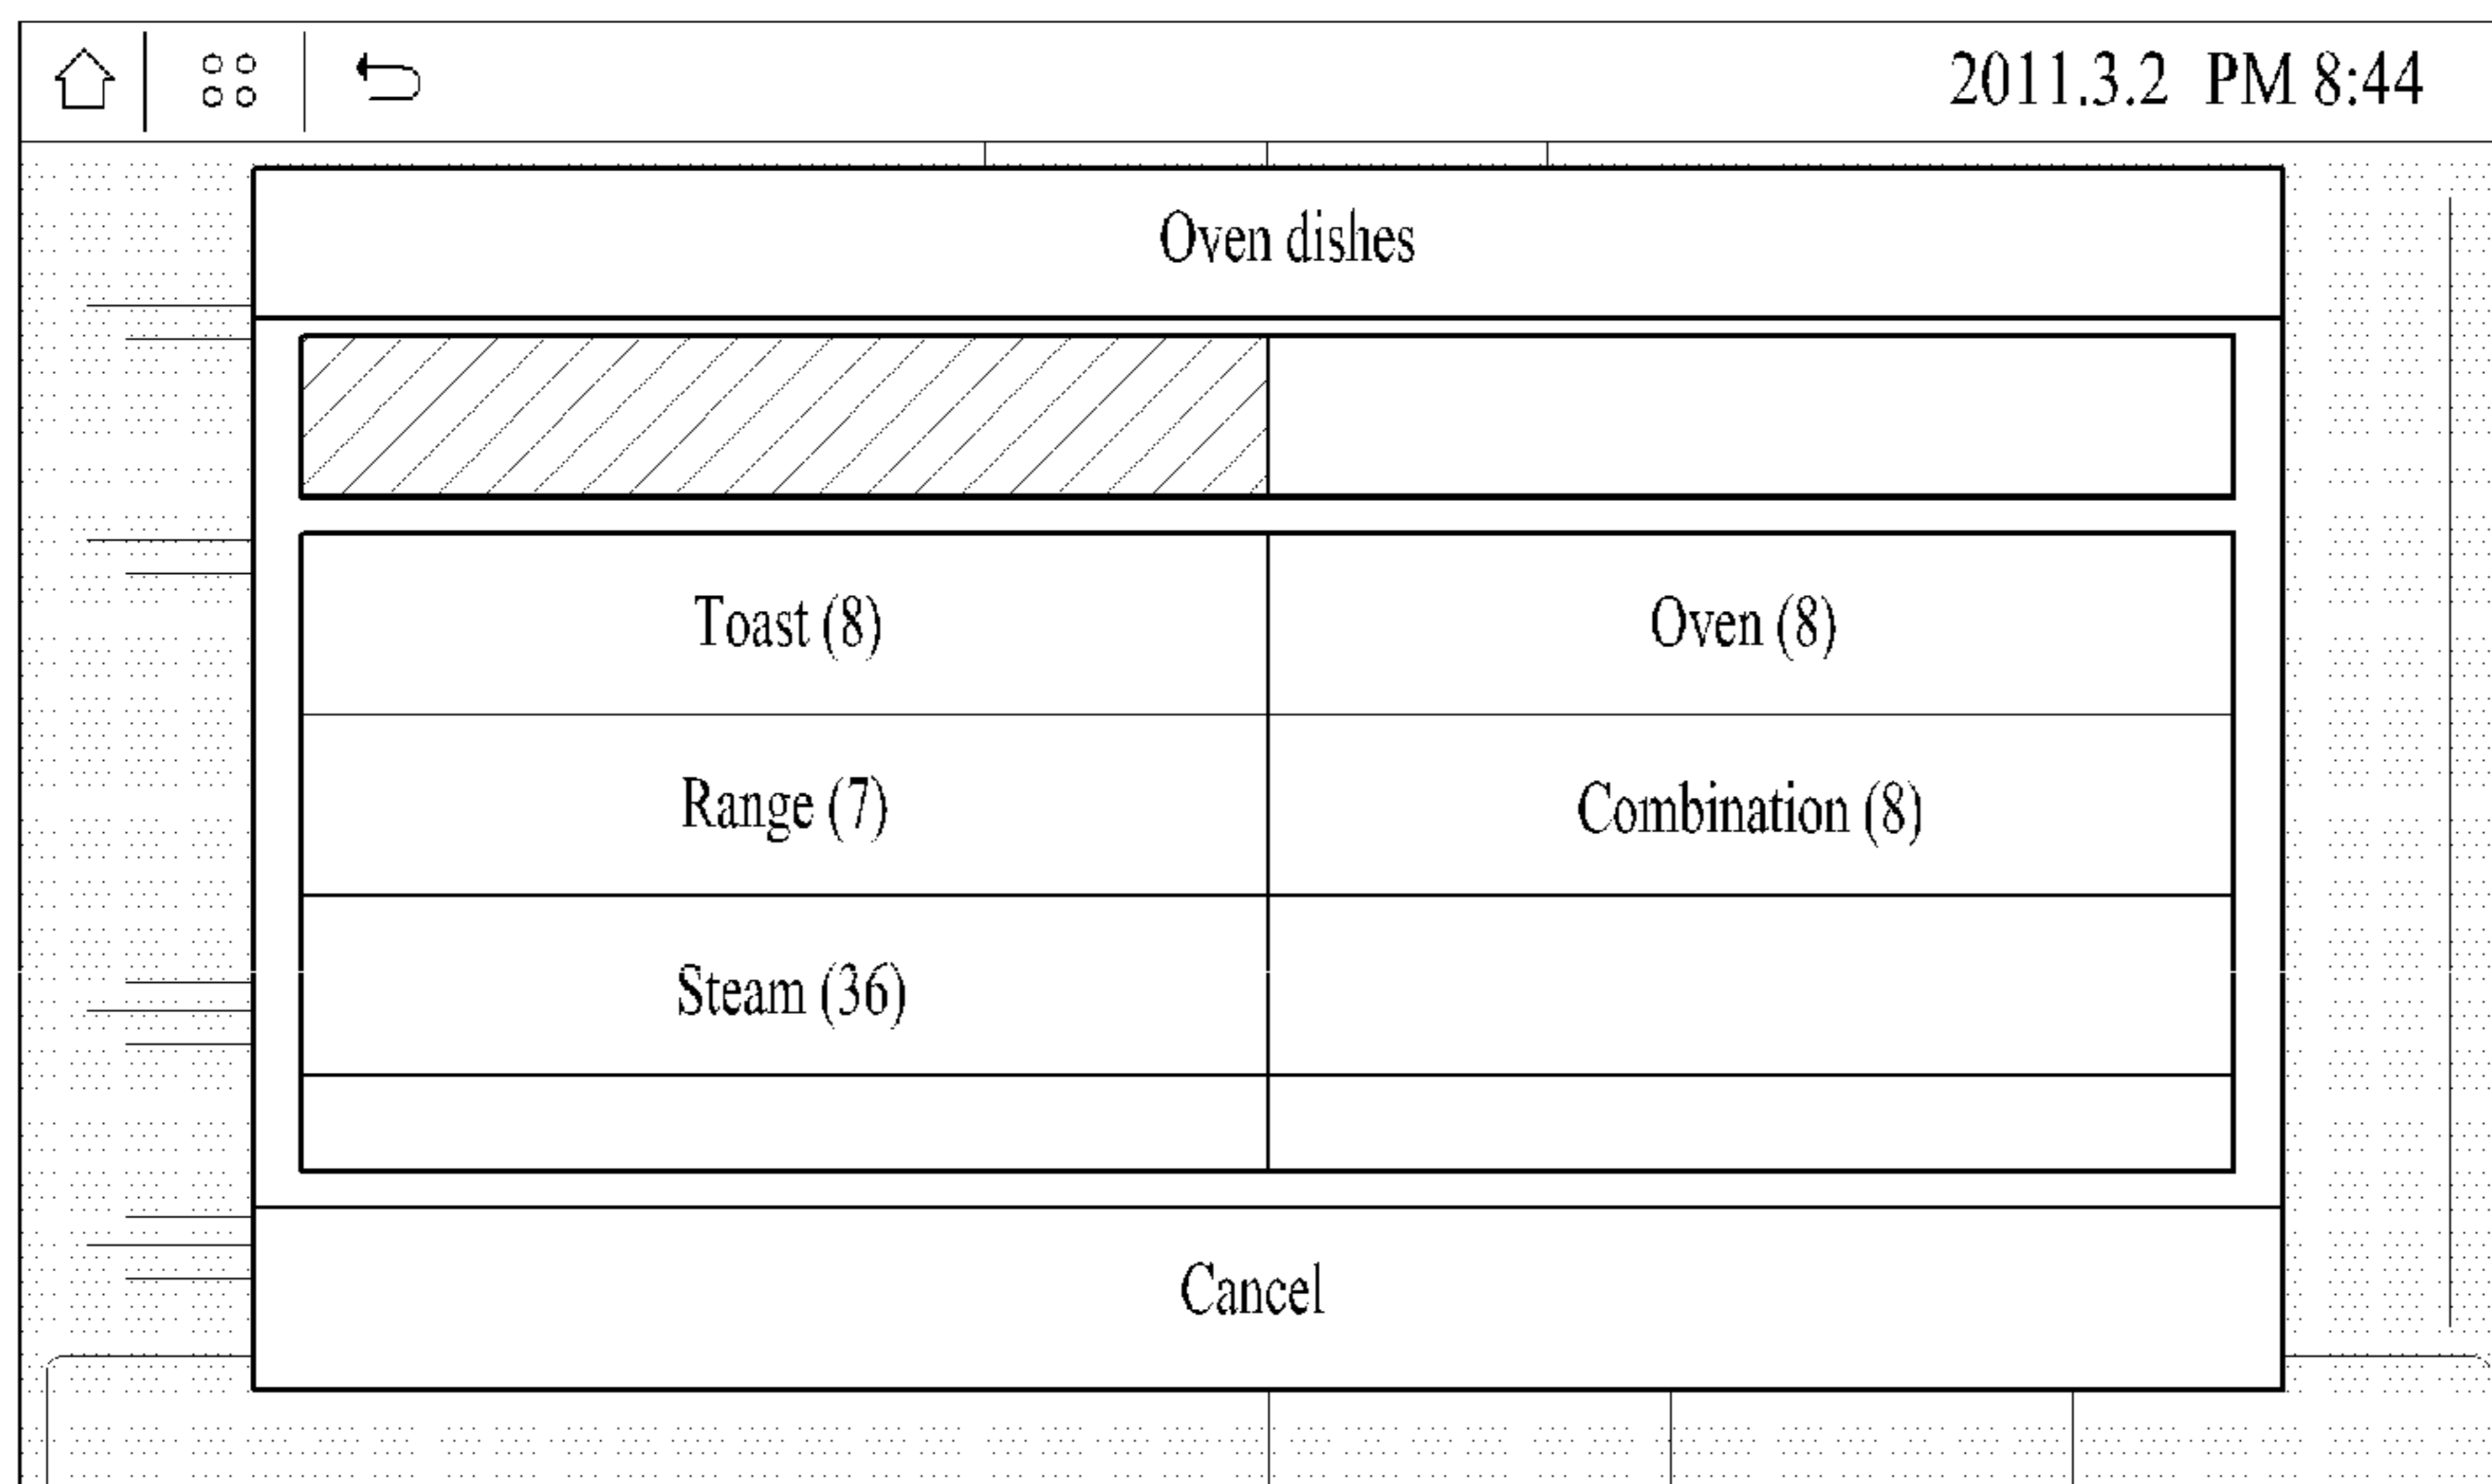 2011.3.2 PM 8:44
Oven dishes
Toast (8)
Oven (8)
Range (7)
Combination (8)
Steam (36)
Cancel